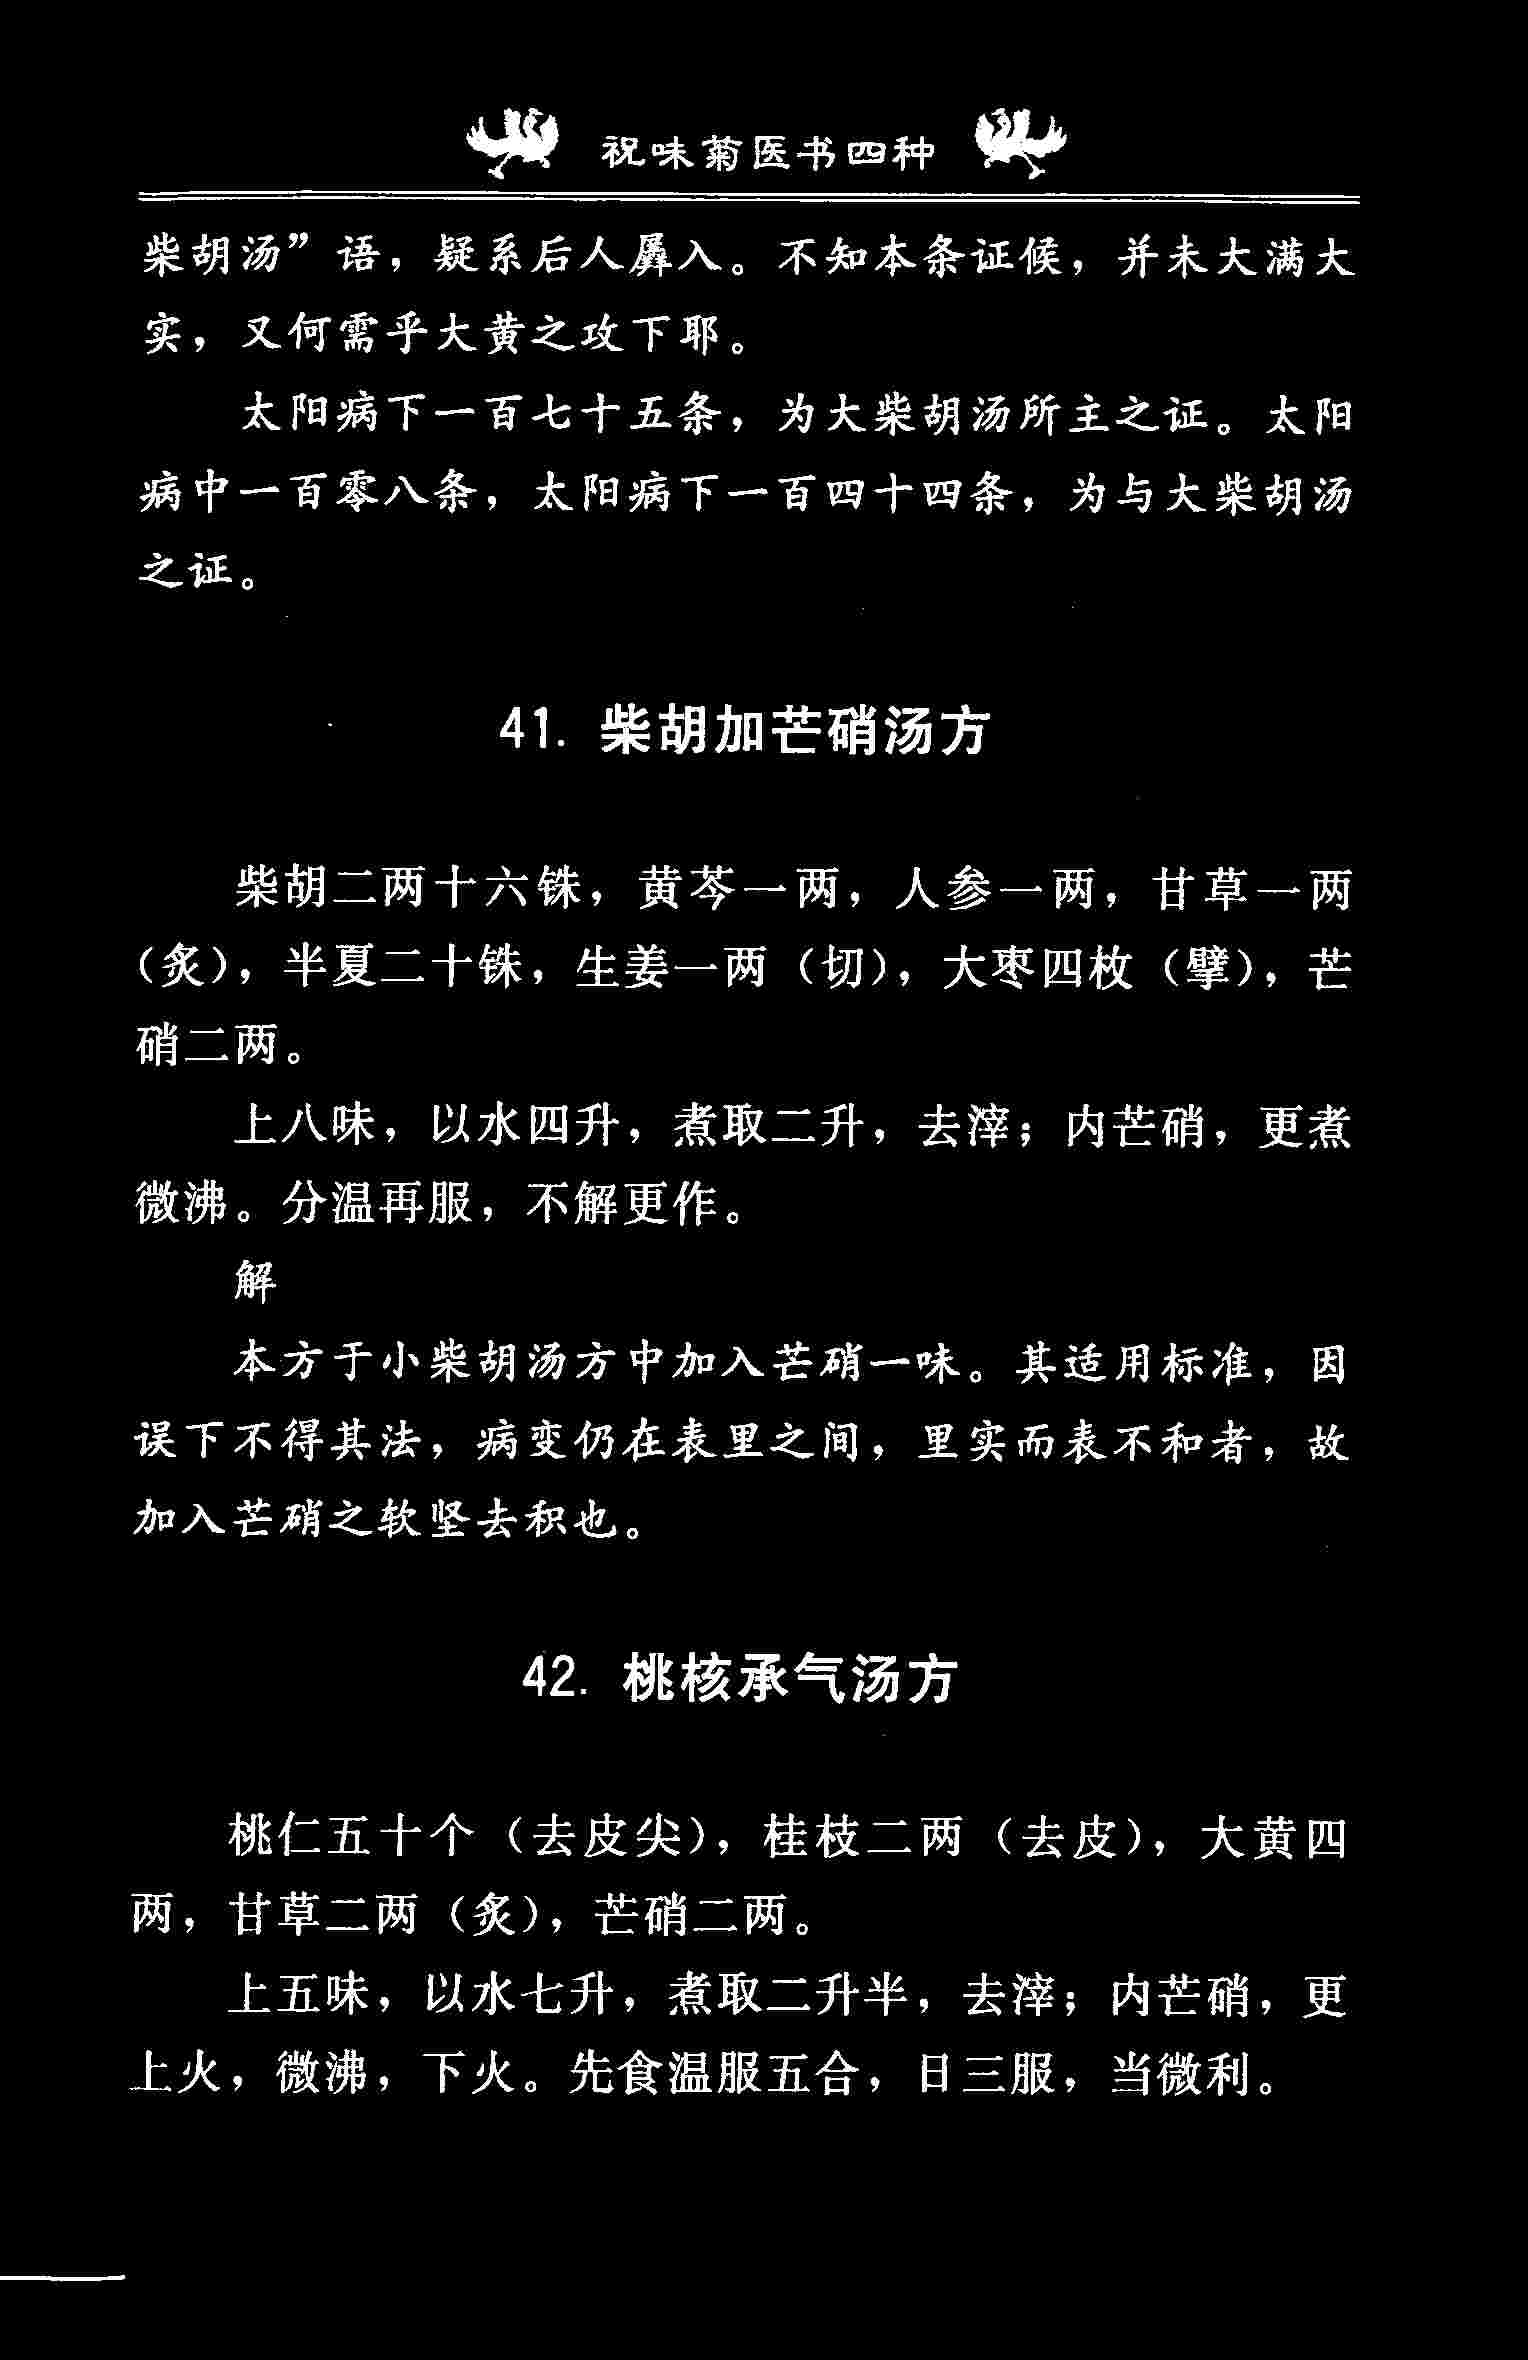 祝味菊医书四种
柴胡汤”语，疑系后人羼入。不知本条证候，并未大满大
实，又何需乎大黄之攻下耶。
太阳病下一百七十五条，为大柴胡汤所主之证。太阳
病中一百零八条，太阳病下一百四十四条，为与大柴胡汤
之证。
41. 柴胡加芒硝汤方
柴胡二两十六铢，黄芩一两，人参一两，甘草一两
（炙），半夏二十铢，生姜一两（切），大枣四枚（擘），芒
硝二两。
上八味，以水四升，煮取二升，去滓；内芒硝，更煮
微沸。分温再服，不解更作。
解
本方于小柴胡汤方中加入芒硝一味。其适用标准，因
误下不得其法，病变仍在表里之间，里实而表不和者，故
加入芒硝之软坚去积也。
42. 桃核承气汤方
桃仁五十个（去皮尖），桂枝二两（去皮），大黄四
两，甘草二两（炙），芒硝二两。
上五味，以水七升，煮取二升半，去滓；内芒硝，更
上火，微沸，下火。先食温服五合，日三服，当微利。